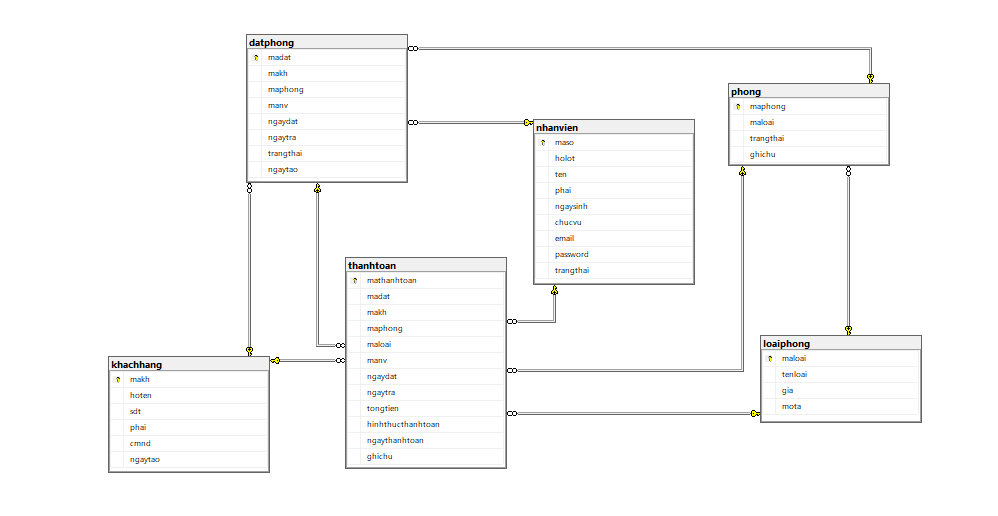 datphong
madat
makh
maphong
manv
ngaydat
ngaytra
trangthai
ngaytao
phong
maphong
maloai
trangthai
ghichu
nhanvien
maso
holot
ten
phai
ngaysinh
chucvu
email
password
trangthai
thanhtoan
mathanhtoan
madat
makh
maphong
maloai
manv
ngaydat
ngaytra
tongtien
hinhthucthanhtoan
ngaythanhtoan
ghichu
loaiphong
maloai
tenloai
gia
mota
khachhang
makh
hoten
sdt
phai
cmnd
ngaytao